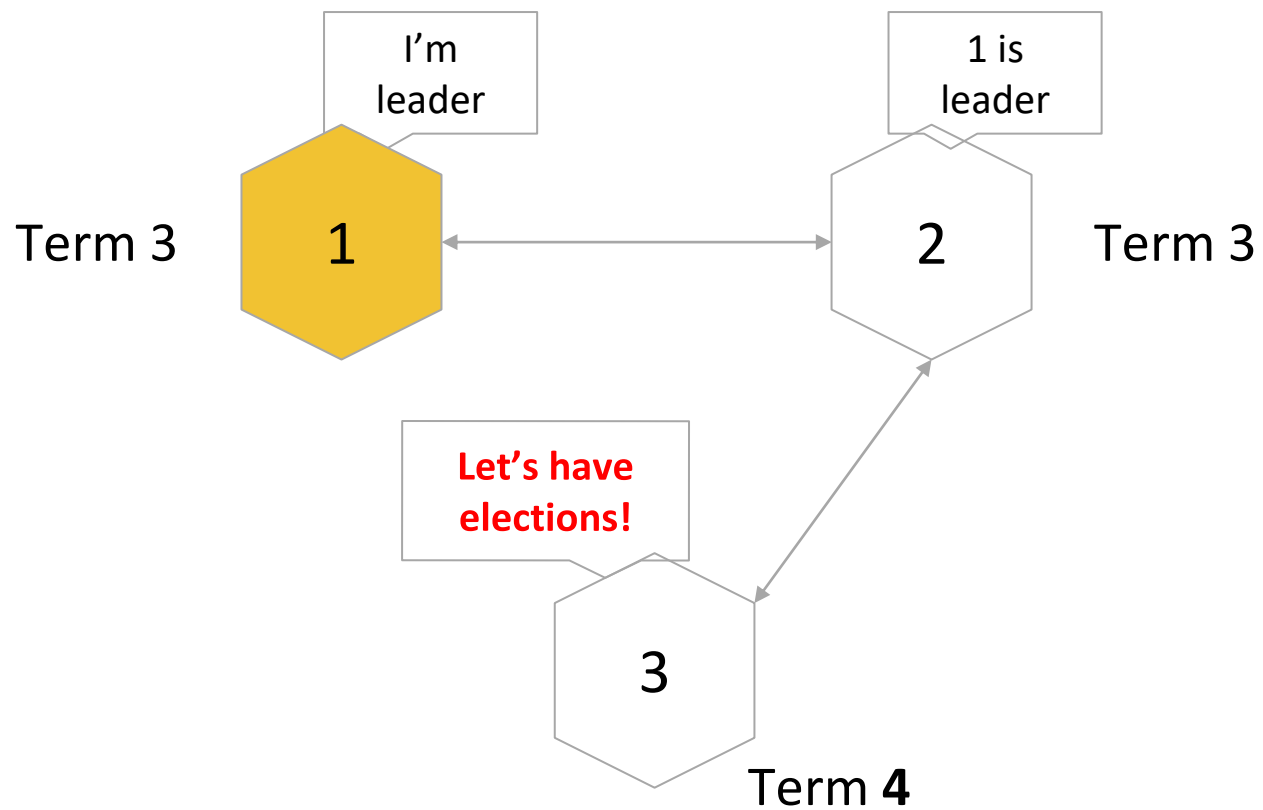 I’m
leader
1 is
leader
Term 3
1
2
Term 3
Let’s have
elections!
3
Term 4